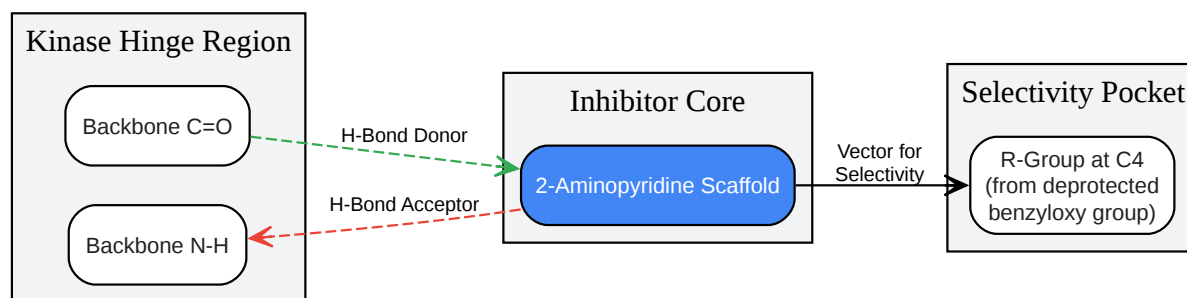 Kinase Hinge Region
Backbone C=O
Backbone N-H
H-Bond Donor
H-Bond Acceptor
Inhibitor Core
2-Aminopyridine Scaffold
Vector for
Selectivity
Selectivity Pocket
R-Group at C4
(from deprotected
benzyloxy group)